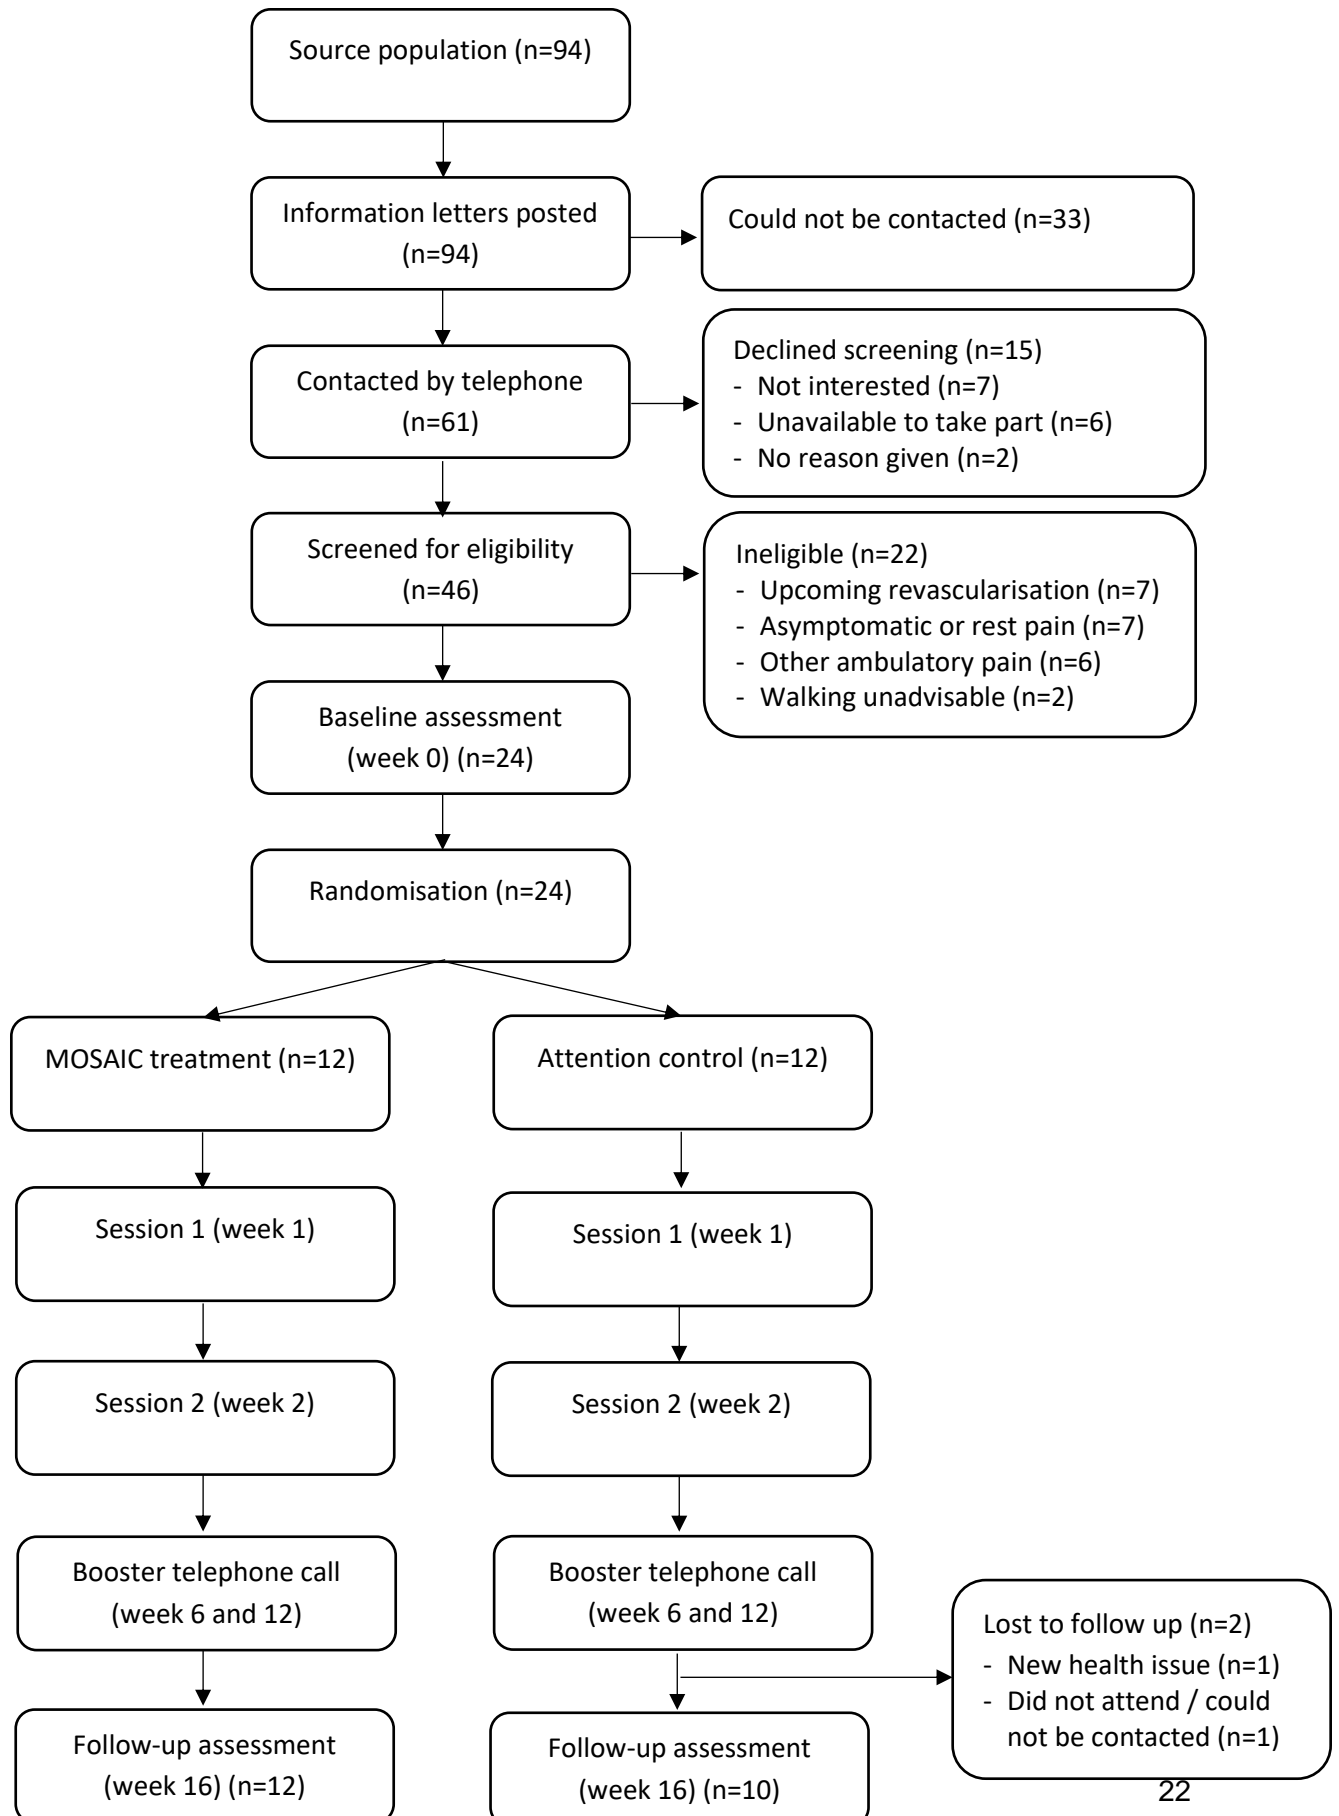 Source population (n=94)
Information letters posted
(n=94)
Could not be contacted (n=33)
Contacted by telephone
(n=61)
Declined screening (n=15)
- Not interested (n=7)
- Unavailable to take part (n=6)
- No reason given (n=2)
Screened for eligibility
(n=46)
Ineligible (n=22)
- Upcoming revascularisation (n=7)
- Asymptomatic or rest pain (n=7)
- Other ambulatory pain (n=6)
- Walking unadvisable (n=2)
Baseline assessment
(week 0) (n=24)
Randomisation (n=24)
MOSAIC treatment (n=12)
Attention control (n=12)
Session 1 (week 1)
Session 1 (week 1)
Session 2 (week 2)
Session 2 (week 2)
Booster telephone call
(week 6 and 12)
Booster telephone call
(week 6 and 12)
Lost to follow up (n=2)
- New health issue (n=1)
- Did not attend / could
not be contacted (n=1)
Follow-up assessment
(week 16) (n=12)
Follow-up assessment
(week 16) (n=10)
22